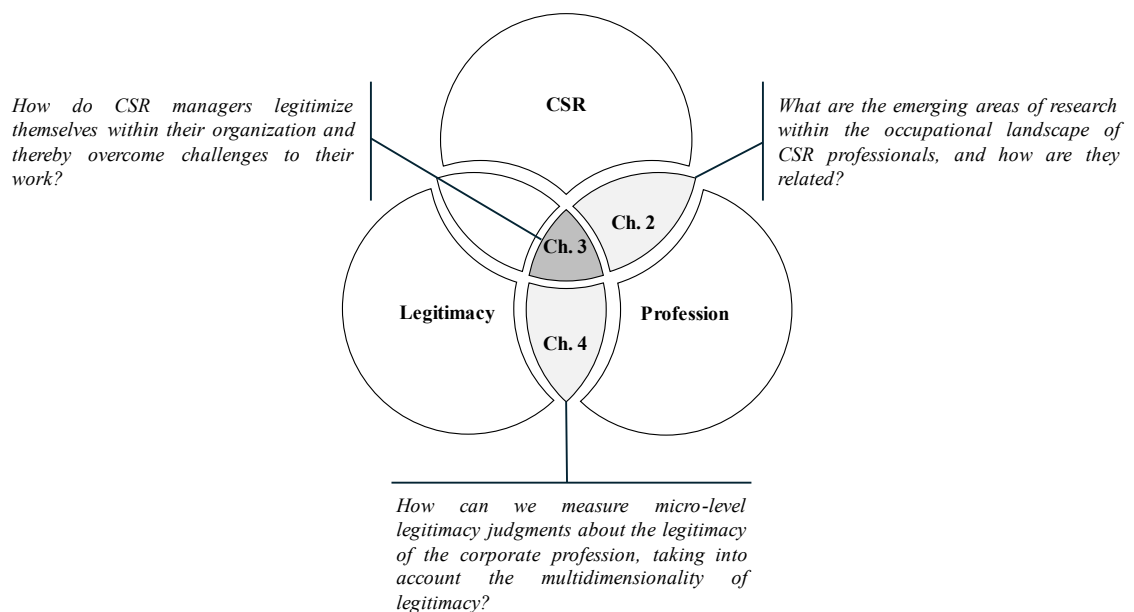 CSR
How do CSR managers legitimize
themselves within their organization and
thereby overcome challenges to their
work?
What are the emerging areas of research
within the occupational landscape of
CSR professionals, and how are they
related?
Ch. 2
Ch. 3
Legitimacy
Profession
Ch. 4
How can we measure micro-level
legitimacy judgments about the legitimacy
of the corporate profession, taking into
account the multidimensionality of
legitimacy?